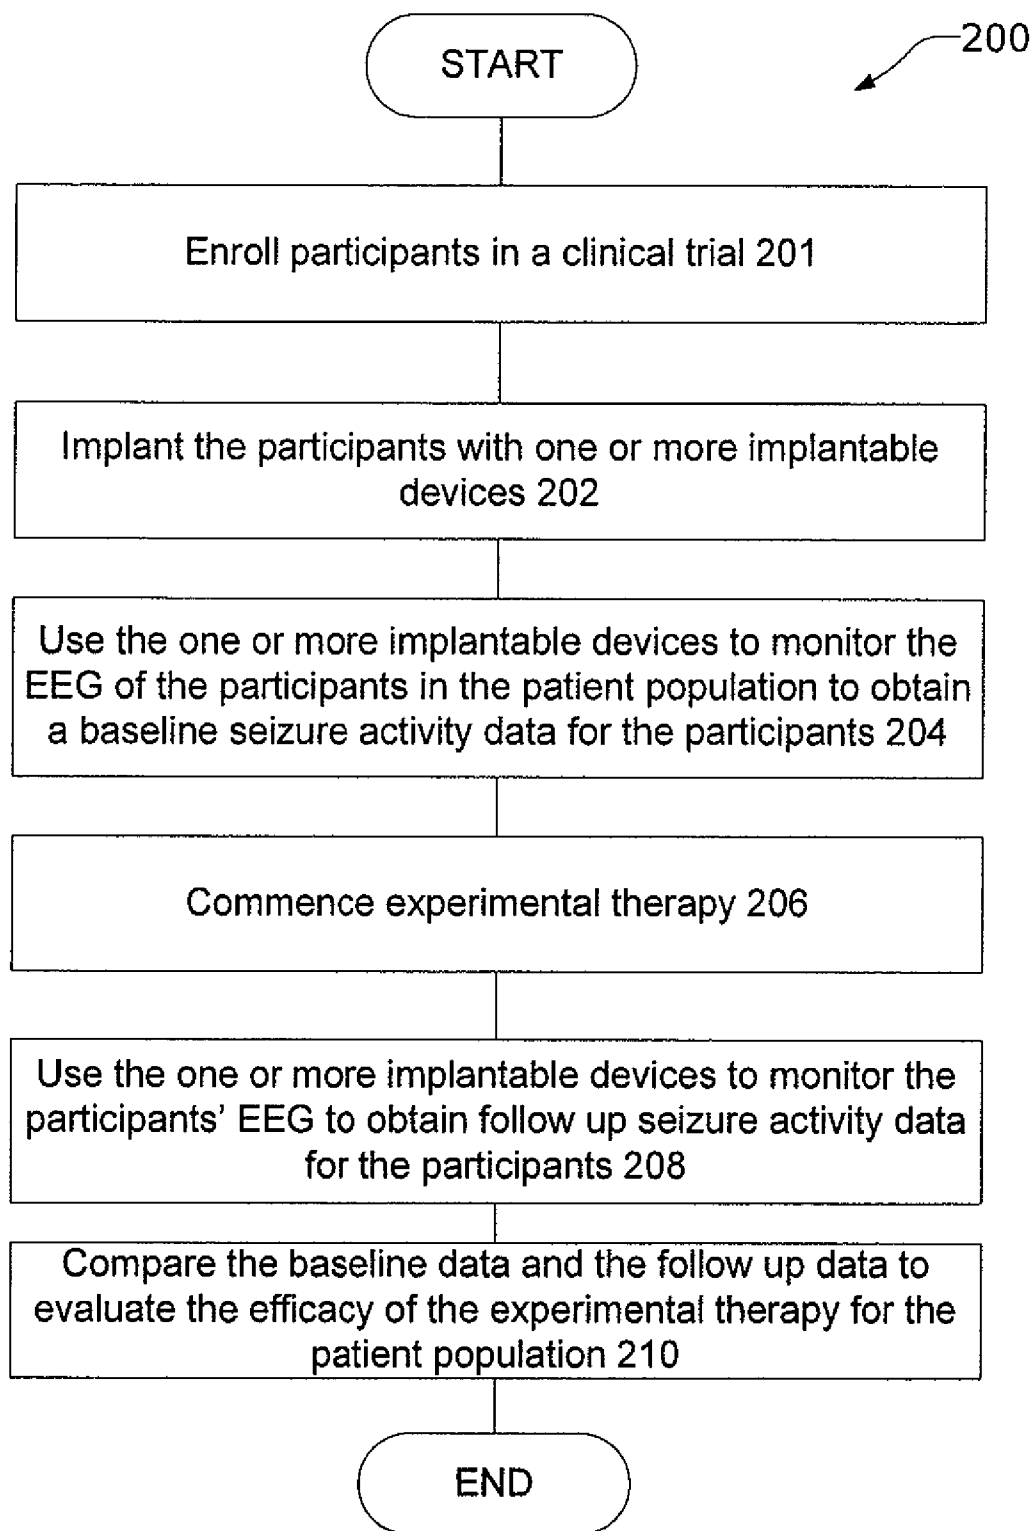 START
200
Enroll participants in a clinical trial 201
Implant the participants with one or more implantable
devices 202
Use the one or more implantable devices to monitor the
EEG of the participants in the patient population to obtain
a baseline seizure activity data for the participants 204
Commence experimental therapy 206
Use the one or more implantable devices to monitor the
participants' EEG to obtain follow up seizure activity data
for the participants 208
Compare the baseline data and the follow up data to
evaluate the efficacy of the experimental therapy for the
patient population 210
END